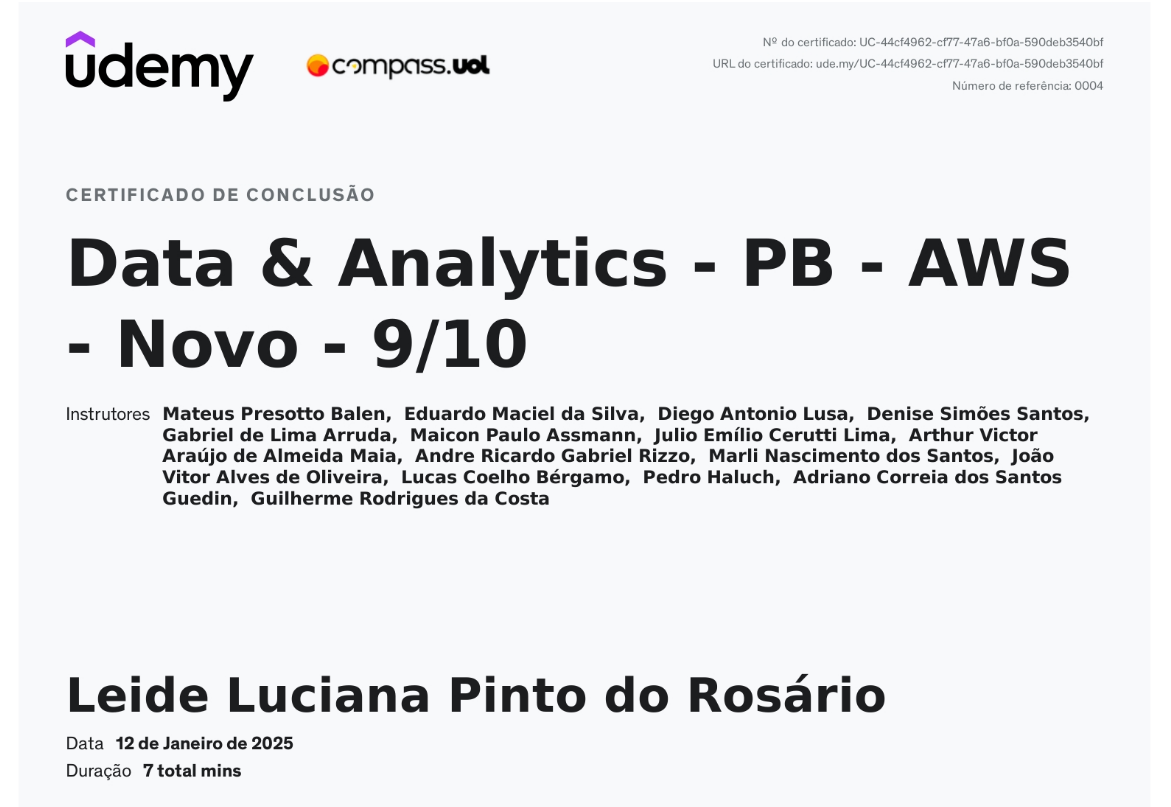 udemy
compass.uol
Nº do certificado: UC-44cf4962-cf77-47a6-bf0a-590deb3540bf
URL do certificado: ude.my/UC-44cf4962-cf77-47a6-bf0a-590deb3540bf
Número de referência: 0004
CERTIFICADO DE CONCLUSÃO
Data & Analytics - PB - AWS
- Novo - 9/10
Instrutores Mateus Presotto Balen, Eduardo Maciel da Silva, Diego Antonio Lusa, Denise Simões Santos,
Gabriel de Lima Arruda, Maicon Paulo Assmann, Julio Emílio Cerutti Lima, Arthur Victor
Araújo de Almeida Maia, Andre Ricardo Gabriel Rizzo, Marli Nascimento dos Santos, João
Vitor Alves de Oliveira, Lucas Coelho Bérgamo, Pedro Haluch, Adriano Correia dos Santos
Guedin, Guilherme Rodrigues da Costa
Leide Luciana Pinto do Rosário
Data 12 de Janeiro de 2025
Duração 7 total mins